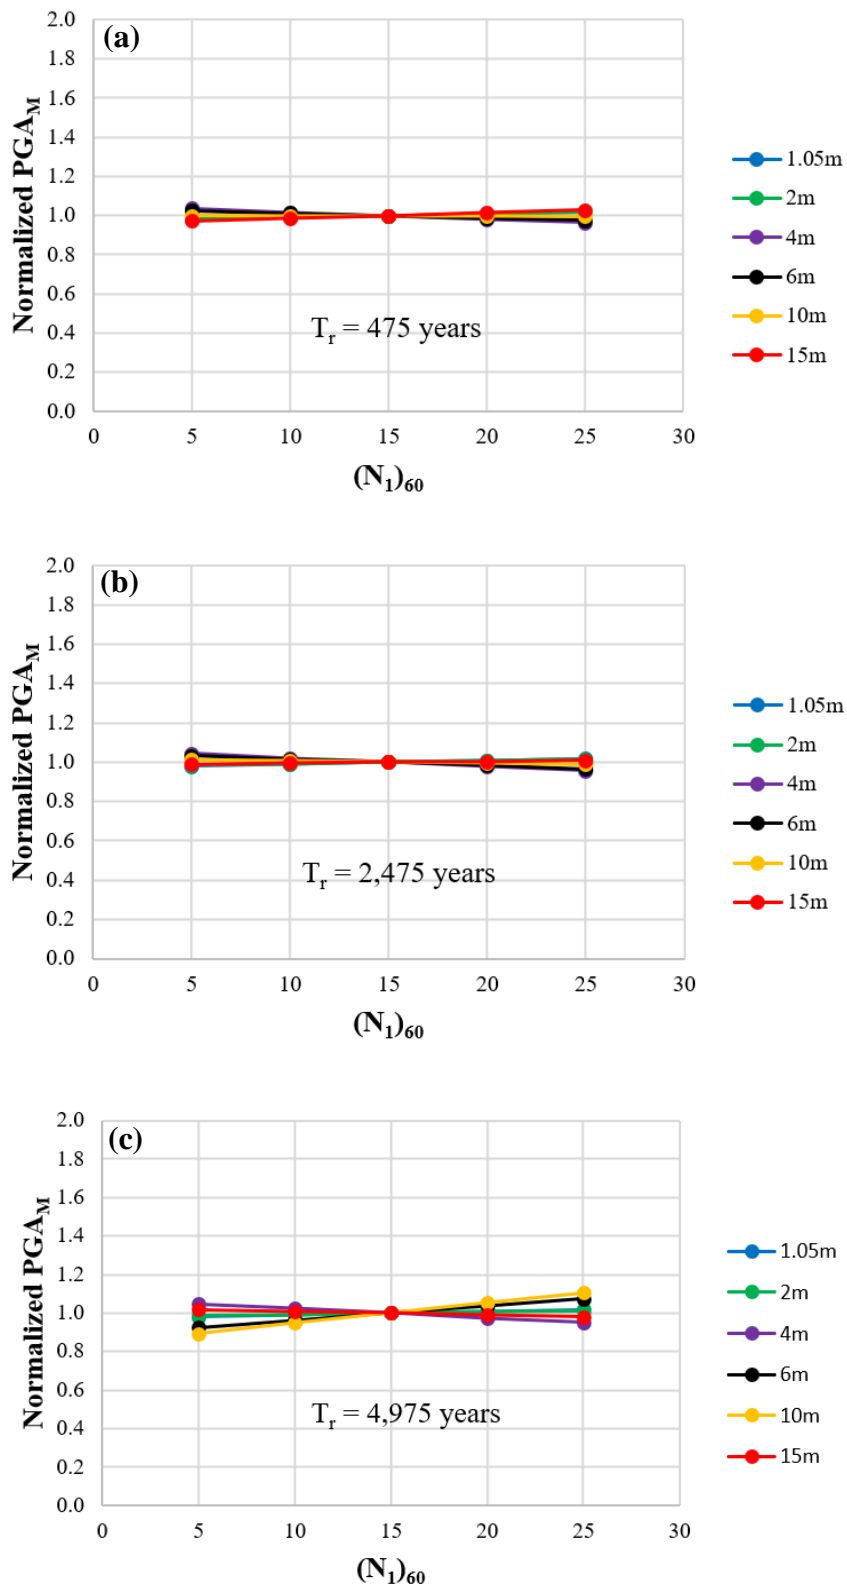 (a)
Normalized PGA_M
2.0
1.8
1.6
1.4
1.2
1.0
0.8
0.6
0.4
0.2
0.0
T_r = 475 years
0 5 10 15 20 25 30
(N_1)_60
1.05m
2m
4m
6m
10m
15m
(b)
Normalized PGA_M
2.0
1.8
1.6
1.4
1.2
1.0
0.8
0.6
0.4
0.2
0.0
T_r = 2,475 years
0 5 10 15 20 25 30
(N_1)_60
1.05m
2m
4m
6m
10m
15m
(c)
Normalized PGA_M
2.0
1.8
1.6
1.4
1.2
1.0
0.8
0.6
0.4
0.2
0.0
T_r = 4,975 years
0 5 10 15 20 25 30
(N_1)_60
1.05m
2m
4m
6m
10m
15m